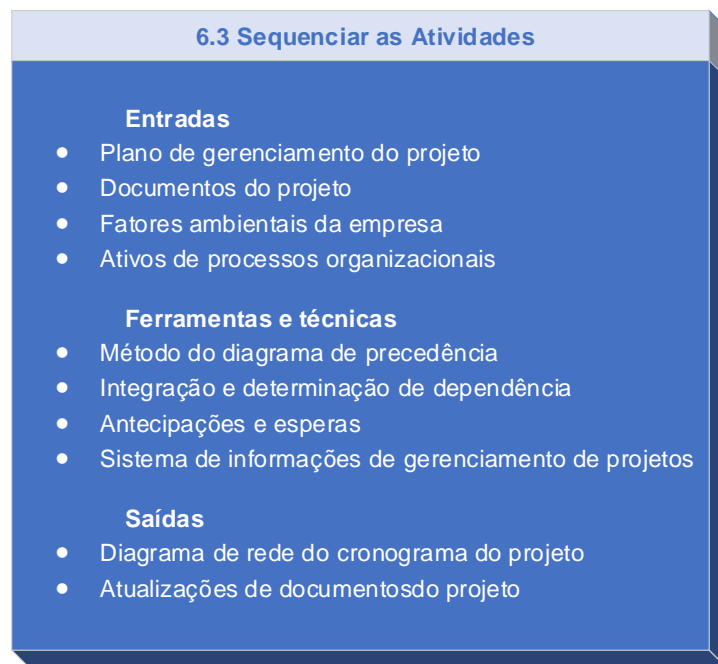 6.3 Sequenciar as Atividades
Entradas
• Plano de gerenciamento do projeto
• Documentos do projeto
• Fatores ambientais da empresa
• Ativos de processos organizacionais
Ferramentas e técnicas
• Método do diagrama de precedência
• Integração e determinação de dependência
• Antecipações e esperas
• Sistema de informações de gerenciamento de projetos
Saídas
• Diagrama de rede do cronograma do projeto
• Atualizações de documentosdo projeto